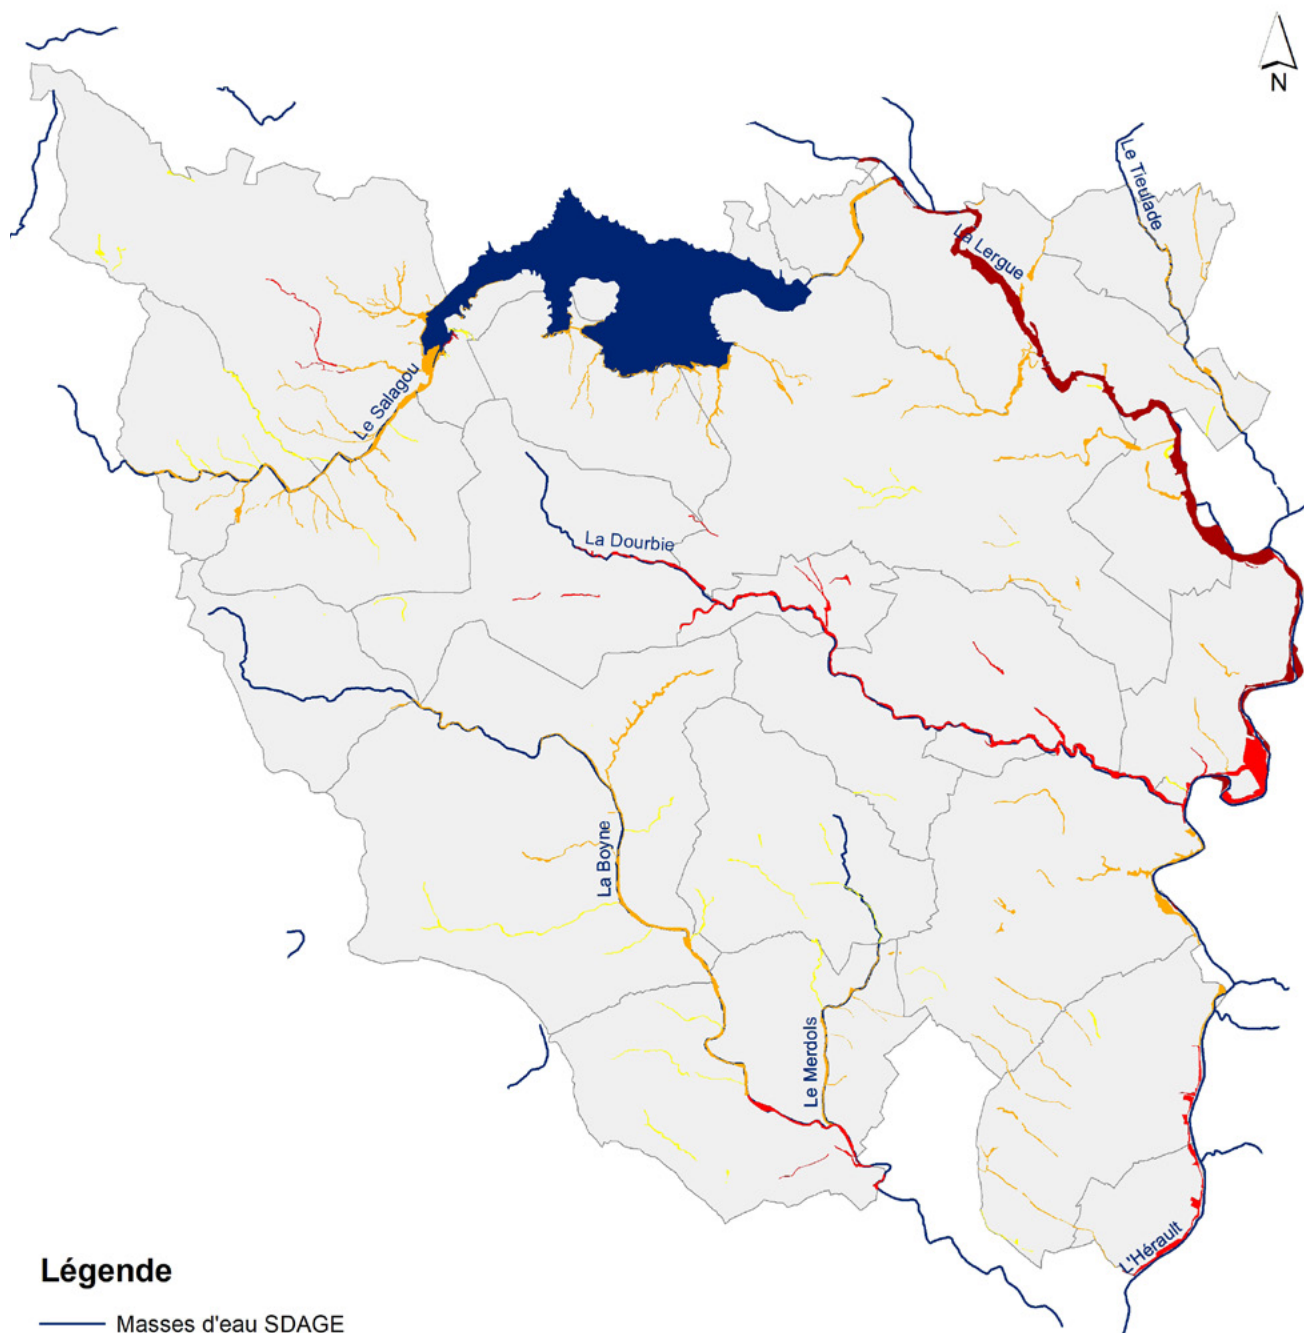 N
Le Tieulade
La Lergue
Le Salagou
La Dourbie
La Boyne
Le Merdols
L'Hérault
Légende
Masses d'eau SDAGE